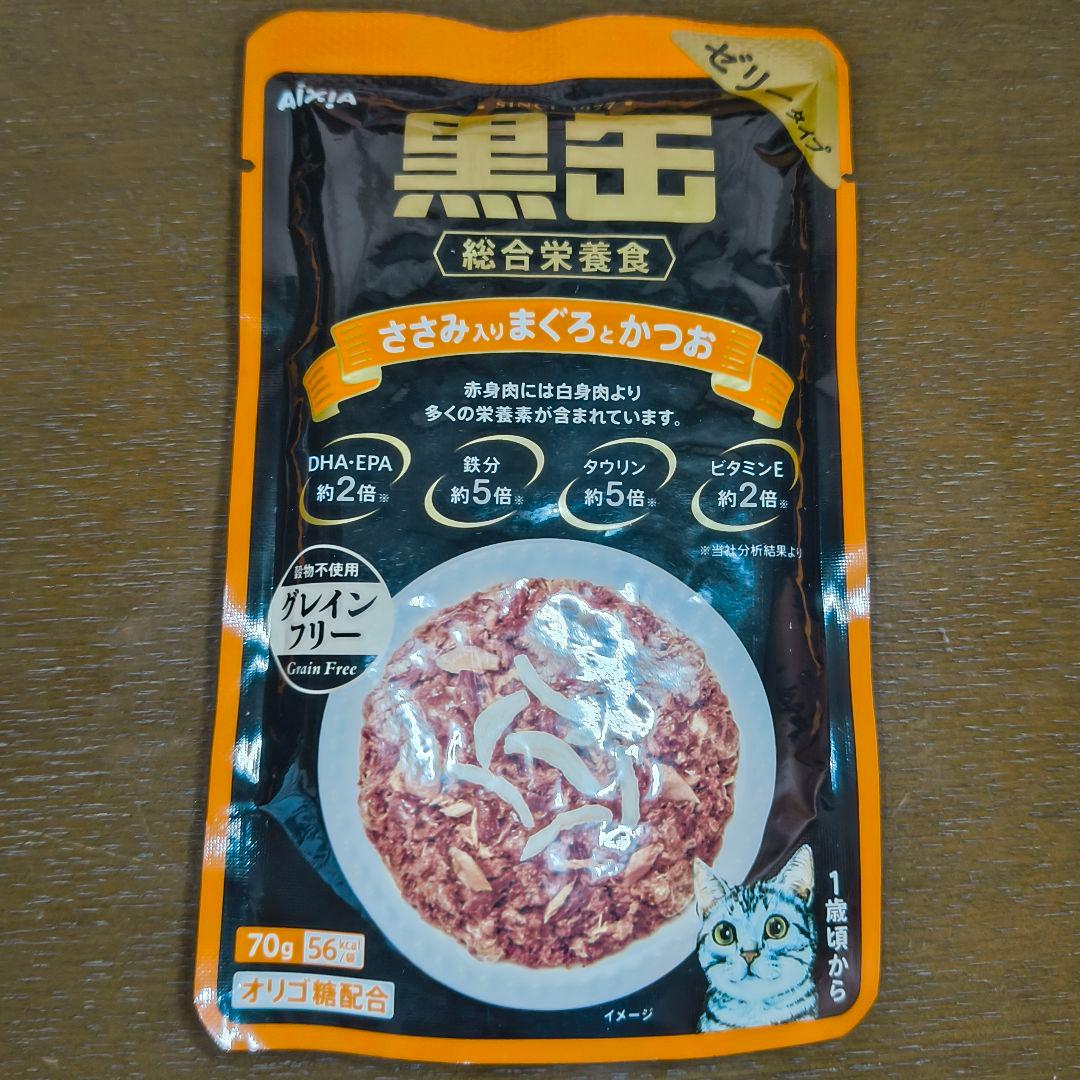 AIXIA
ゼリータイプ
黒缶
総合栄養食
ささみ入りまぐろとかつお
赤身肉には白身肉より
多くの栄養素が含まれています。
DHA・EPA
約2倍※
鉄分
約5倍※
タウリン
約5倍※
ビタミンE
約2倍※
※当社分析結果より
穀物不使用
グレイン
フリー
Grain Free
1歳頃から
70g 56kcal/袋
オリゴ糖配合
イメージ